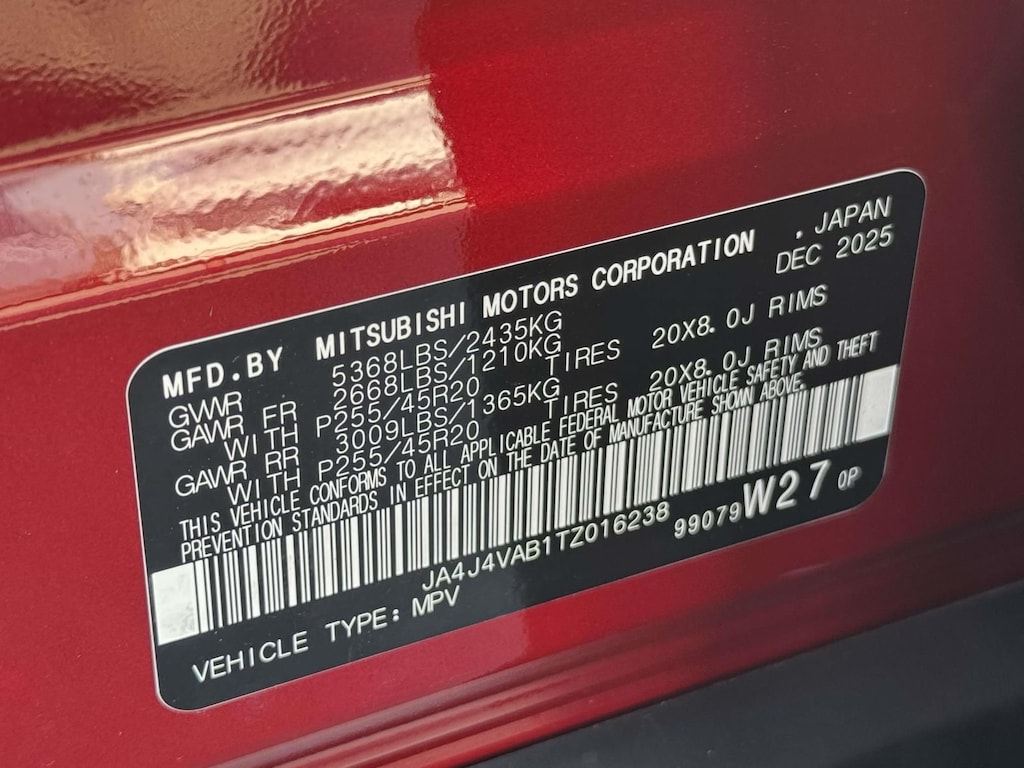 MFD.BY MITSUBISHI MOTORS CORPORATION . JAPAN
DEC 2025
GVWR 5368LBS/2435KG
GAWR FR 2668LBS/1210KG
WITH P255/45R20 TIRES 20X8.0J RIMS
GAWR RR 3009LBS/1365KG
WITH P255/45R20 TIRES 20X8.0J RIMS
THIS VEHICLE CONFORMS TO ALL APPLICABLE FEDERAL MOTOR VEHICLE SAFETY AND THEFT
PREVENTION STANDARDS IN EFFECT ON THE DATE OF MANUFACTURE SHOWN ABOVE.
JA4J4VAB1TZ016238 99079W27 0P
VEHICLE TYPE: MPV